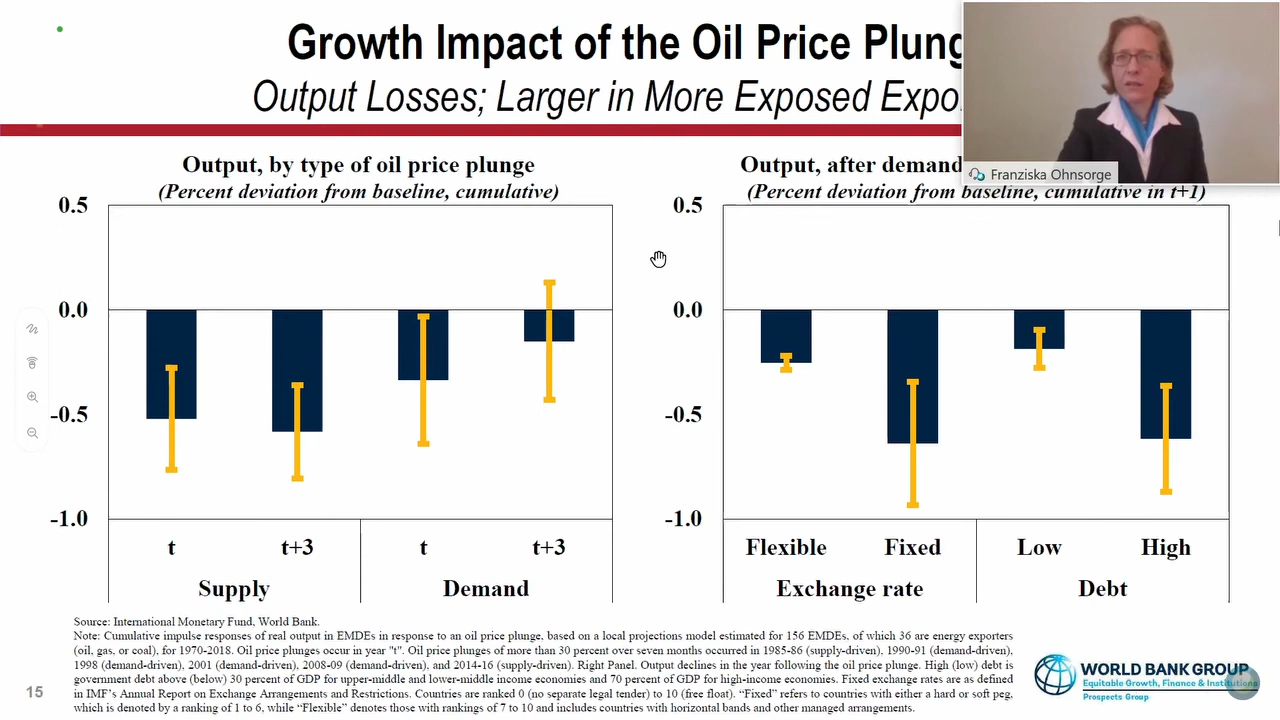 Growth Impact of the Oil Price
Output Losses; Larger in More Exposed
Franziska Ohnsorge
Output, by type of oil price plunge
(Percent deviation from baseline, cumulative)
0.5
0.0
-0.5
-1.0
t
t+3
t
t+3
Supply
Demand
Output, after
(Percent deviation from baseline, cumulative in t+1)
0.5
0.0
-0.5
-1.0
Flexible
Fixed
Low
High
Exchange rate
Debt
Source: International Monetary Fund, World Bank.
Note: Cumulative impulse responses of real output in EMDEs in response to an oil price plunge, based on a local projections model estimated for 156 EMDEs, of which 36 are energy exporters
(oil, gas, or coal), for 1970-2018. Oil price plunges occur in year "t". Oil price plunges of more than 30 percent over seven months occurred in 1985-86 (supply-driven), 1990-91 (demand-driven),
1998 (demand-driven), 2001 (demand-driven), 2008-09 (demand-driven), and 2014-16 (supply-driven). Right Panel. Output declines in the year following the oil price plunge. High (low) debt is
government debt above (below) 30 percent of GDP for upper-middle and lower-middle income economies and 70 percent of GDP for high-income economies. Fixed exchange rates are as defined
in IMF's Annual Report on Exchange Arrangements and Restrictions. Countries are ranked 0 (no separate legal tender) to 10 (free float). "Fixed" refers to countries with either a hard or soft peg,
which is denoted by a ranking of 1 to 6, while "Flexible" denotes those with rankings of 7 to 10 and includes countries with horizontal bands and other managed arrangements.
15
WORLD BANK GROUP
Equitable Growth, Finance & Institutions
Prospects Group